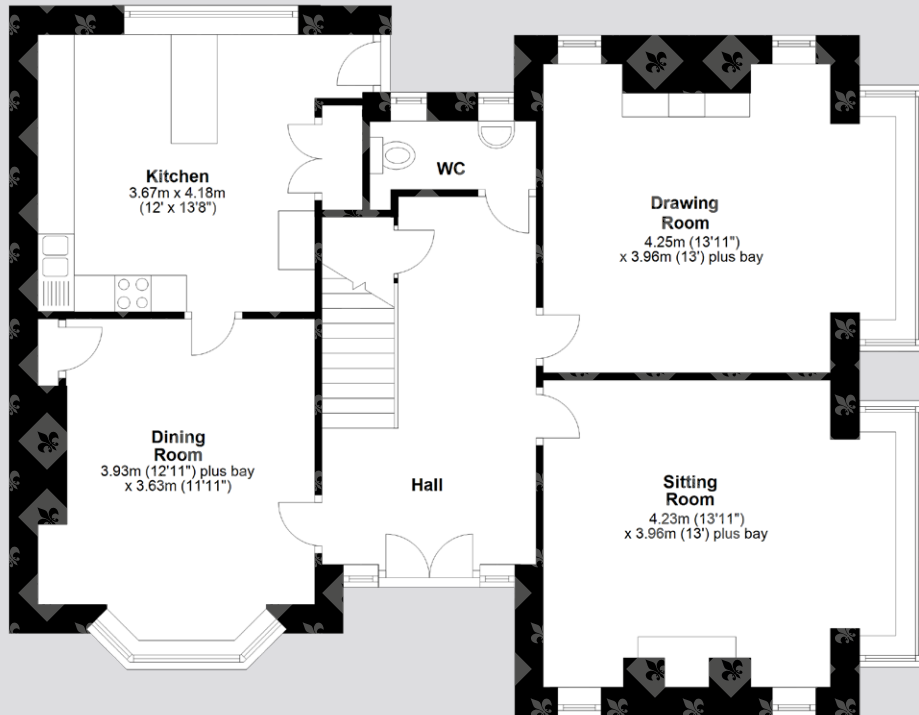 Kitchen
3.67m x 4.18m
(12' x 13'8")
WC
Drawing
Room
4.25m (13'11")
x 3.96m (13') plus bay
Dining
Room
3.93m (12'11") plus bay
x 3.63m (11'11")
Hall
Sitting
Room
4.23m (13'11")
x 3.96m (13') plus bay